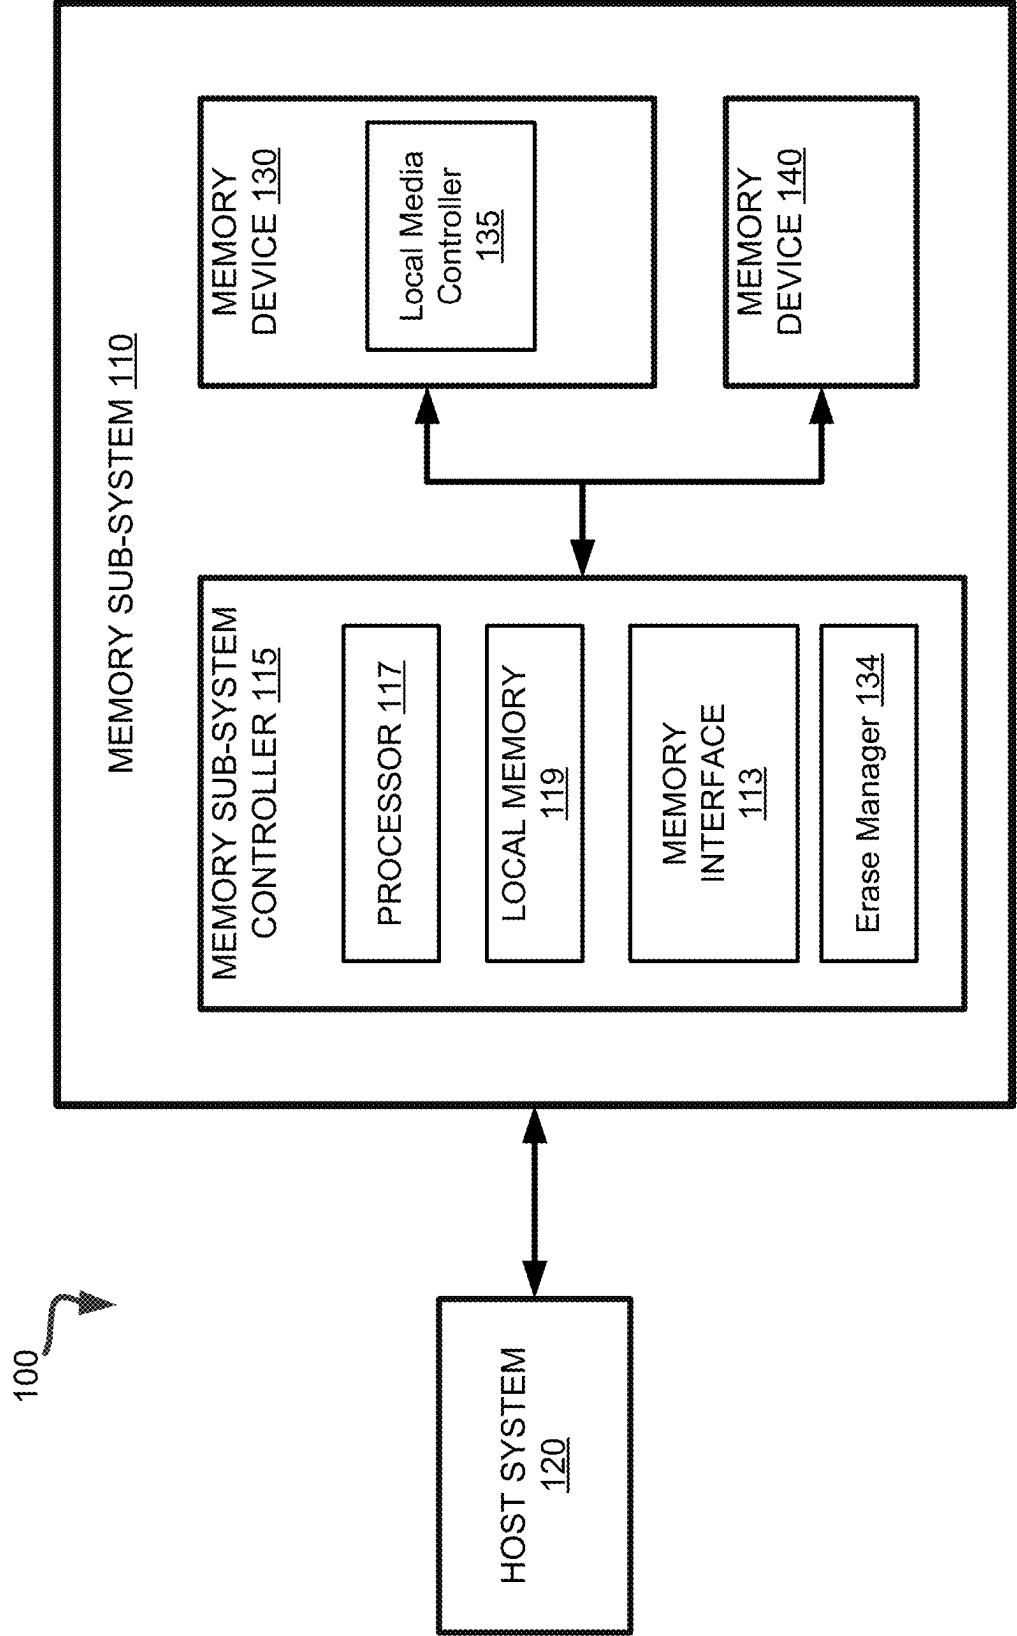 100
HOST SYSTEM
120
MEMORY SUB-SYSTEM 110
MEMORY SUB-SYSTEM
CONTROLLER 115
PROCESSOR 117
LOCAL MEMORY
119
MEMORY
INTERFACE
113
Erase Manager 134
MEMORY
DEVICE 130
Local Media
Controller
135
MEMORY
DEVICE 140